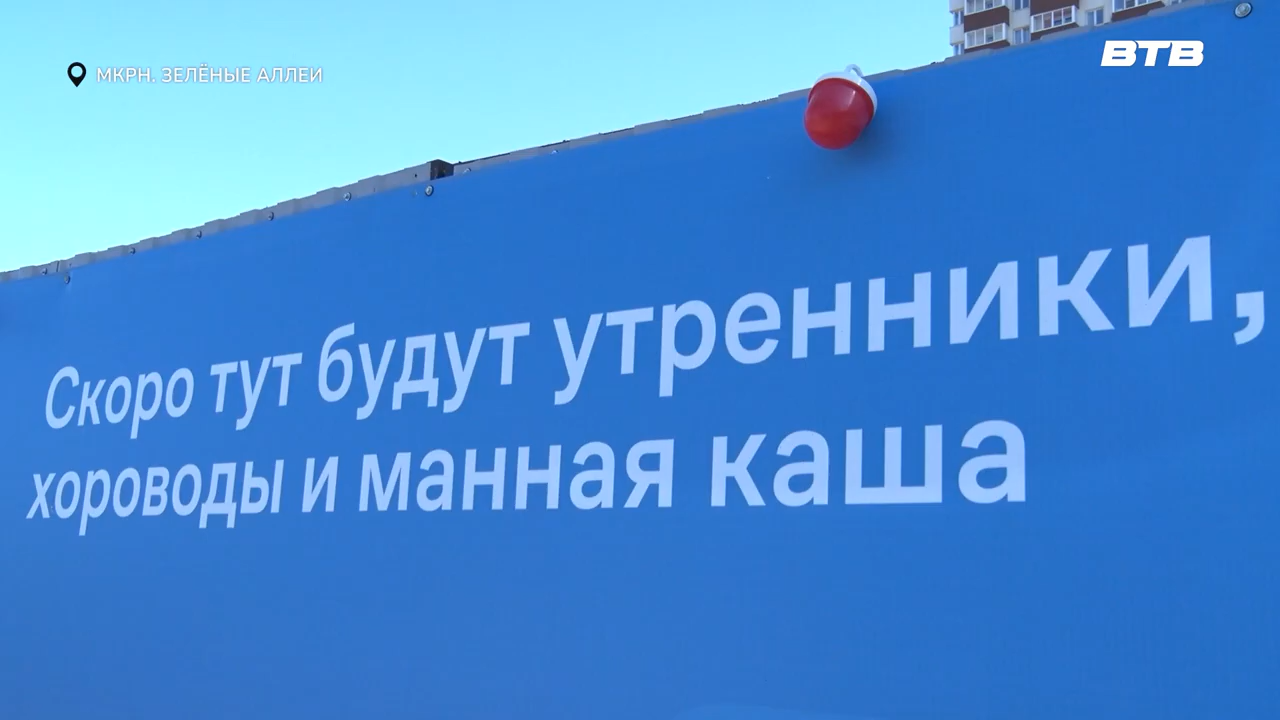 МКРН. ЗЕЛЁНЫЕ АЛЛЕИ
ВТВ
Скоро тут будут утренники,
хороводы и манная каша